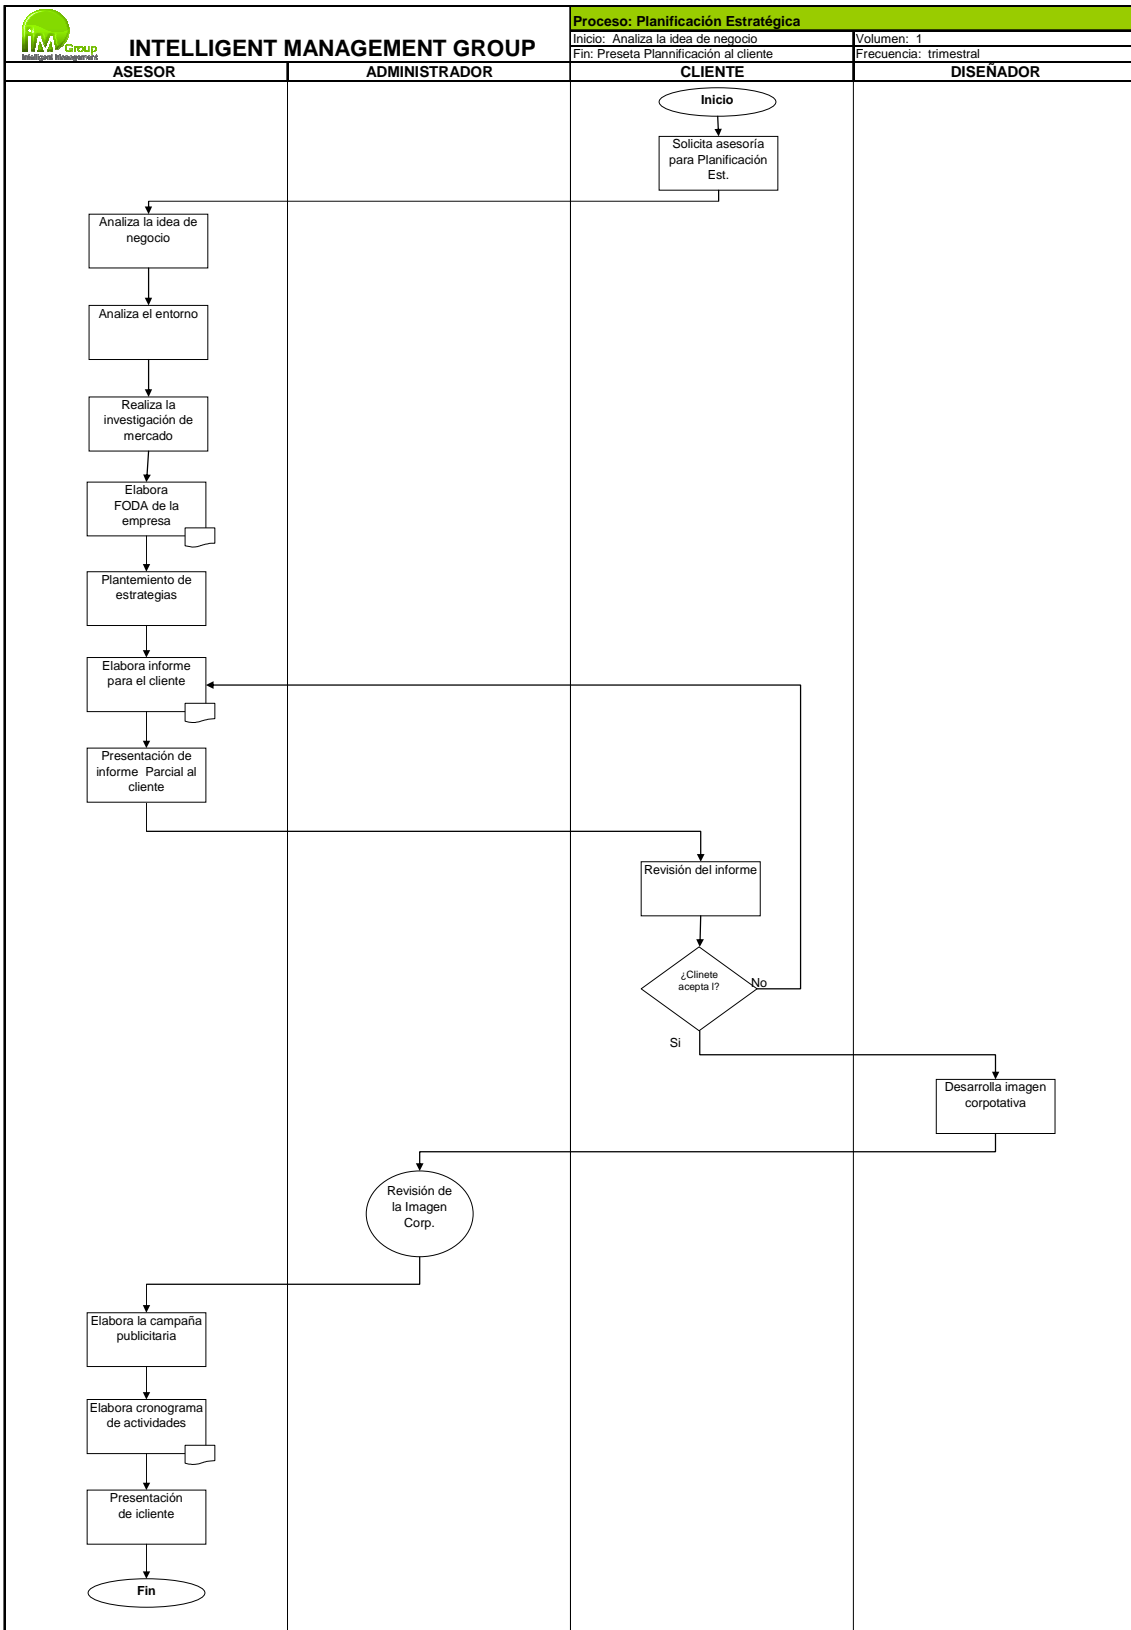 iM Group
Intelligent Management
INTELLIGENT MANAGEMENT GROUP
Proceso: Planificación Estratégica
Inicio:  Analiza la idea de negocio
Volumen:  1
Fin: Preseta Plannificación al cliente
Frecuencia:  trimestral
ASESOR
ADMINISTRADOR
CLIENTE
DISEÑADOR
Inicio
Solicita asesoría
para Planificación
Est.
Analiza la idea de
negocio
Analiza el entorno
Realiza la
investigación de
mercado
Elabora
FODA de la
empresa
Plantemiento de
estrategias
Elabora informe
para el cliente
Presentación de
informe  Parcial al
cliente
Revisión del informe
¿Clinete
acepta I?
No
Si
Desarrolla imagen
corpotativa
Revisión de
la Imagen
Corp.
Elabora la campaña
publicitaria
Elabora cronograma
de actividades
Presentación
de icliente
Fin